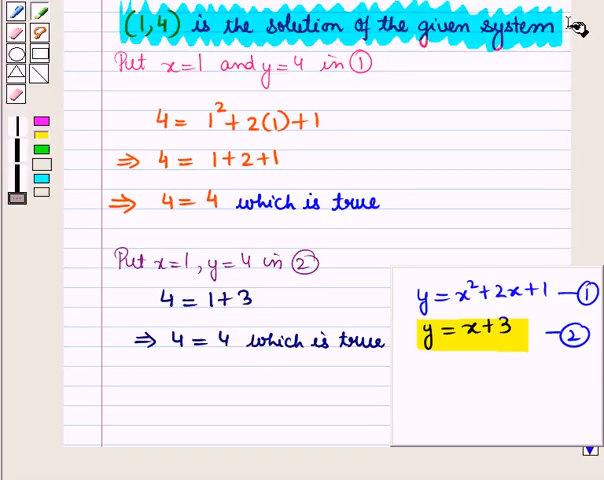 (1,4) is the solution of the given system
Put x=1 and y=4 in ①
4 = 1² + 2(1) + 1
⇒ 4 = 1+2+1
⇒ 4 = 4 which is true
Put x=1, y=4 in ②
4 = 1+3
⇒ 4 = 4 which is true
y = x² + 2x + 1 — ①
y = x + 3 — ②